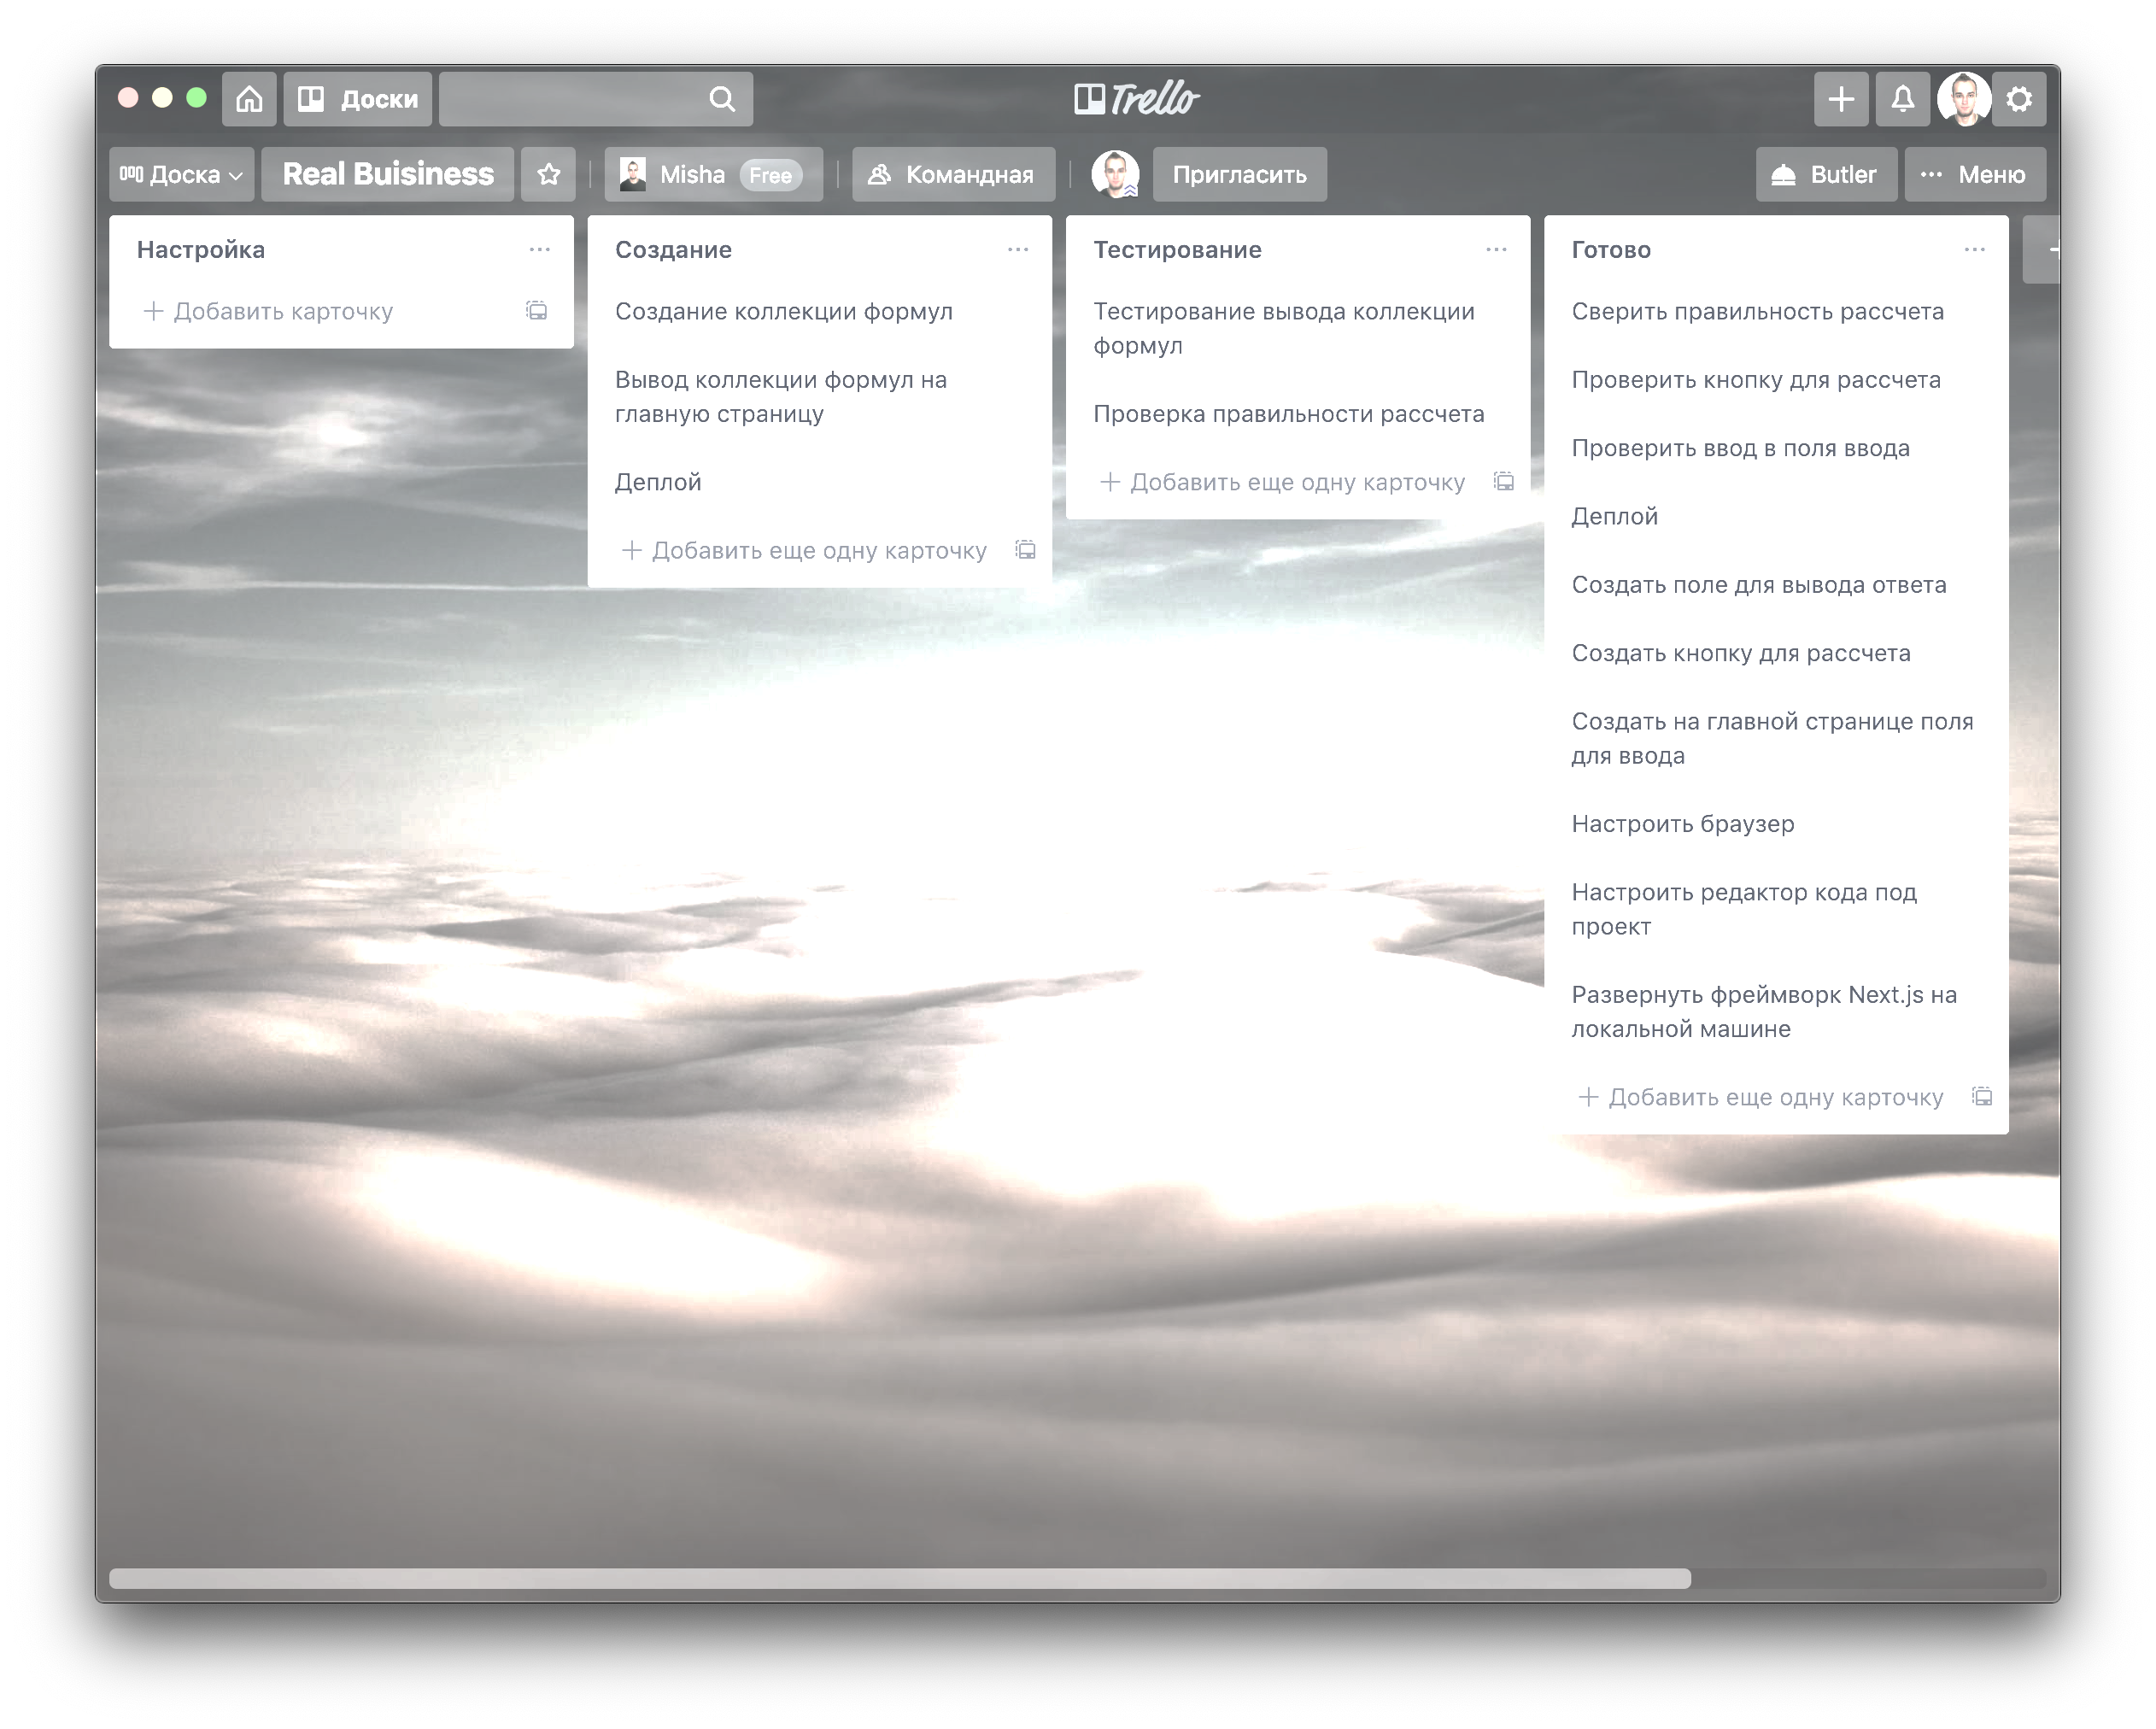 Доски
Trello
Доска
Real Buisiness
Misha Free
Командная
Пригласить
Butler
··· Меню
Настройка
Добавить карточку
Создание
Создание коллекции формул
Вывод коллекции формул на
главную страницу
Деплой
Добавить еще одну карточку
Тестирование
Тестирование вывода коллекции
формул
Проверка правильности рассчета
Добавить еще одну карточку
Готово
Сверить правильность рассчета
Проверить кнопку для рассчета
Проверить ввод в поля ввода
Деплой
Создать поле для вывода ответа
Создать кнопку для рассчета
Создать на главной странице поля
для ввода
Настроить браузер
Настроить редактор кода под
проект
Развернуть фреймворк Next.js на
локальной машине
Добавить еще одну карточку